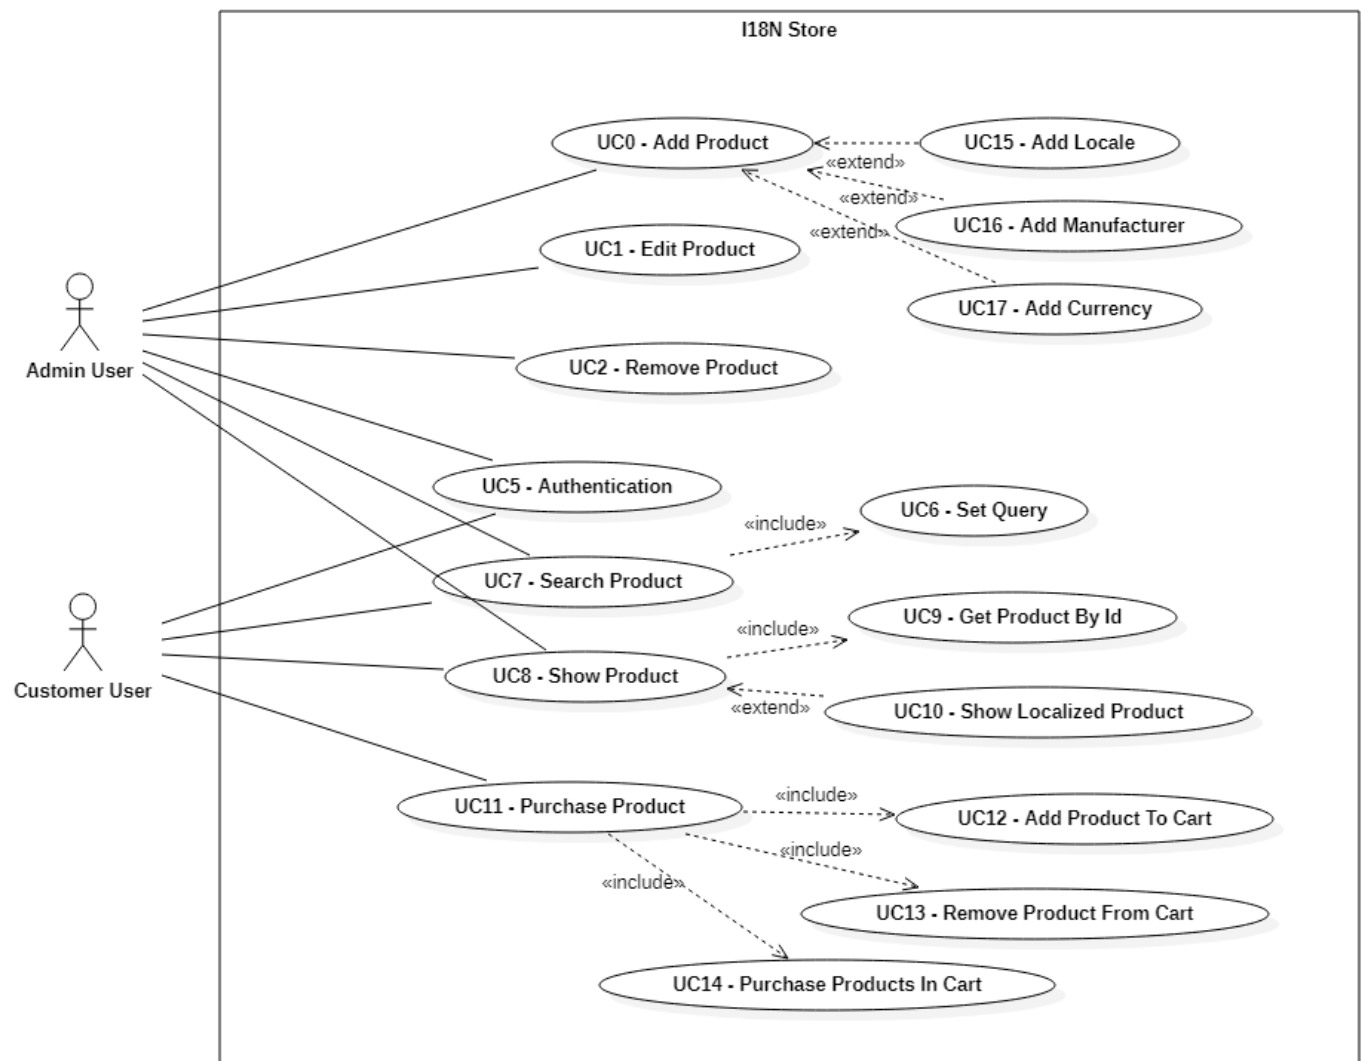 I18N Store
UC0 - Add Product
UC15 - Add Locale
«extend»
«extend»
UC16 - Add Manufacturer
«extend»
UC1 - Edit Product
UC17 - Add Currency
Admin User
UC2 - Remove Product
UC5 - Authentication
UC6 - Set Query
«include»
UC7 - Search Product
UC9 - Get Product By Id
«include»
UC8 - Show Product
Customer User
«extend»
UC10 - Show Localized Product
«include»
UC11 - Purchase Product
UC12 - Add Product To Cart
«include»
«include»
UC13 - Remove Product From Cart
UC14 - Purchase Products In Cart